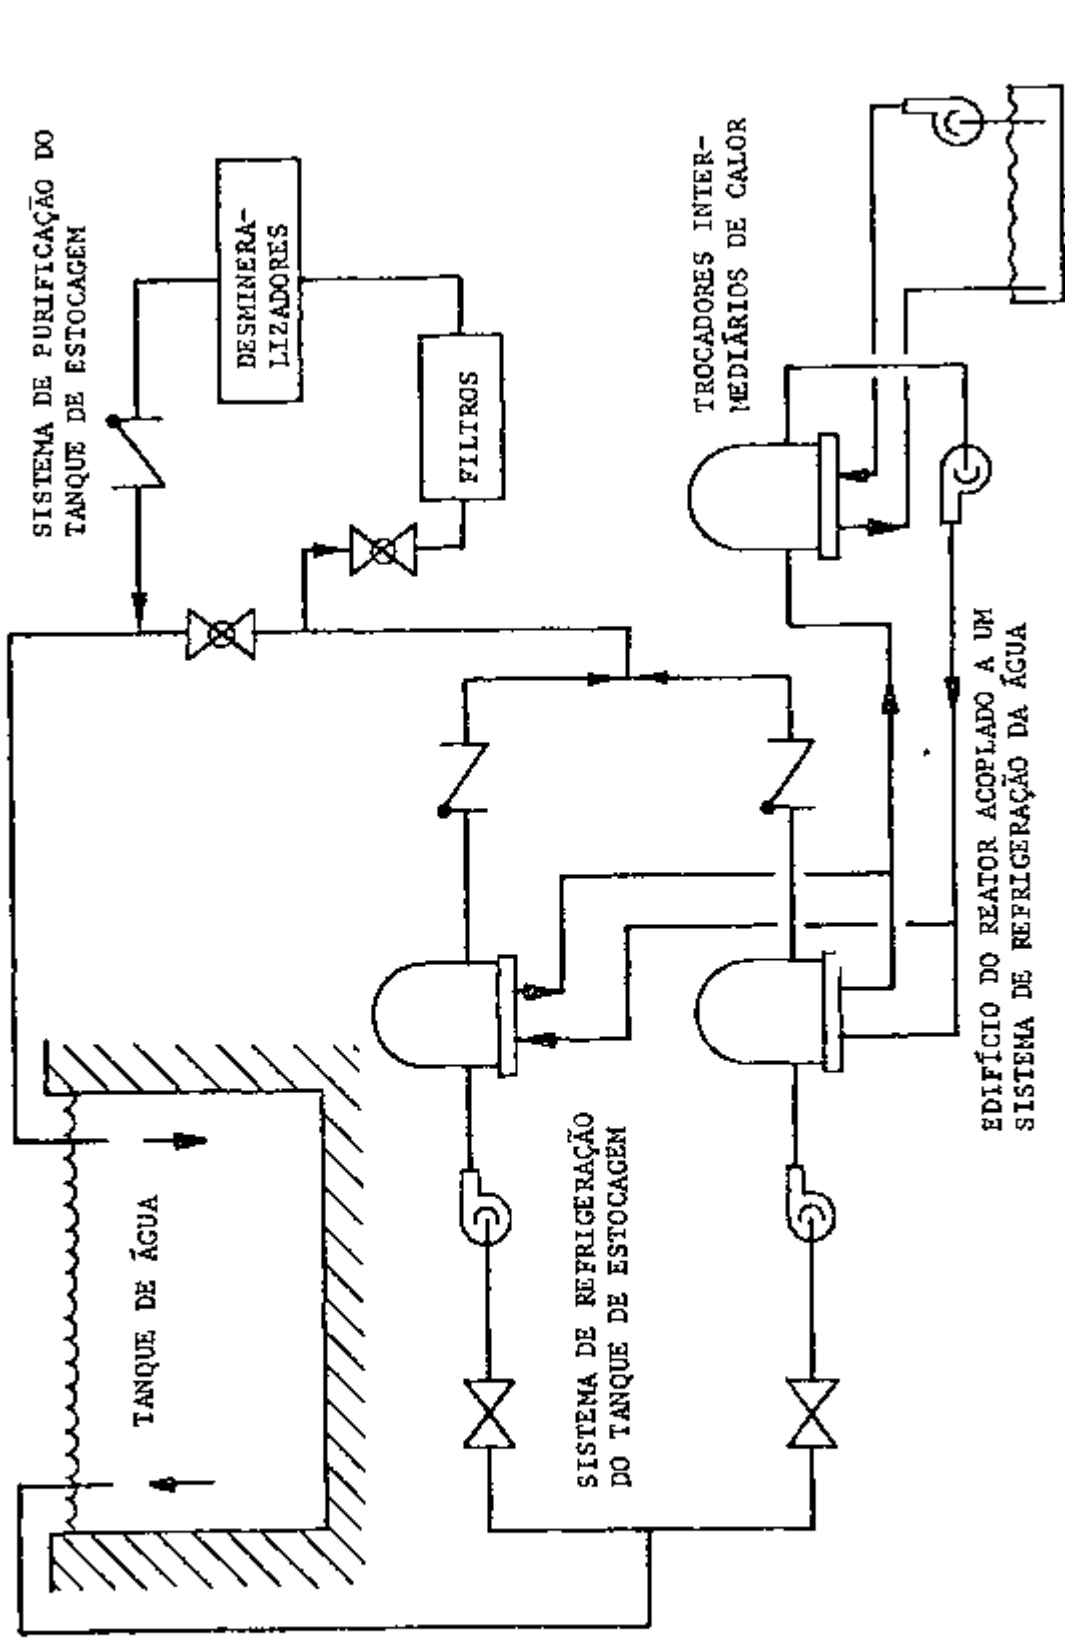 SISTEMA DE PURIFICAÇÃO DO
TANQUE DE ESTOCAGEM
DESMINERA-
LIZADORES
FILTROS
TANQUE DE ÁGUA
TROCADORES INTER-
MEDIÁRIOS DE CALOR
SISTEMA DE REFRIGERAÇÃO
DO TANQUE DE ESTOCAGEM
EDIFÍCIO DO REATOR ACOPLADO A UM
SISTEMA DE REFRIGERAÇÃO DA ÁGUA